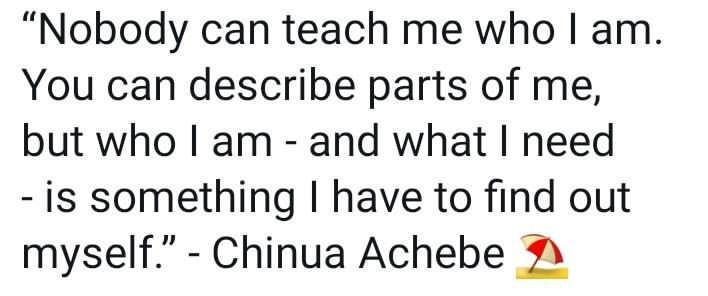 “Nobody can teach me who I am.
You can describe parts of me,
but who I am - and what I need
- is something I have to find out
myself.” - Chinua Achebe ⛱️